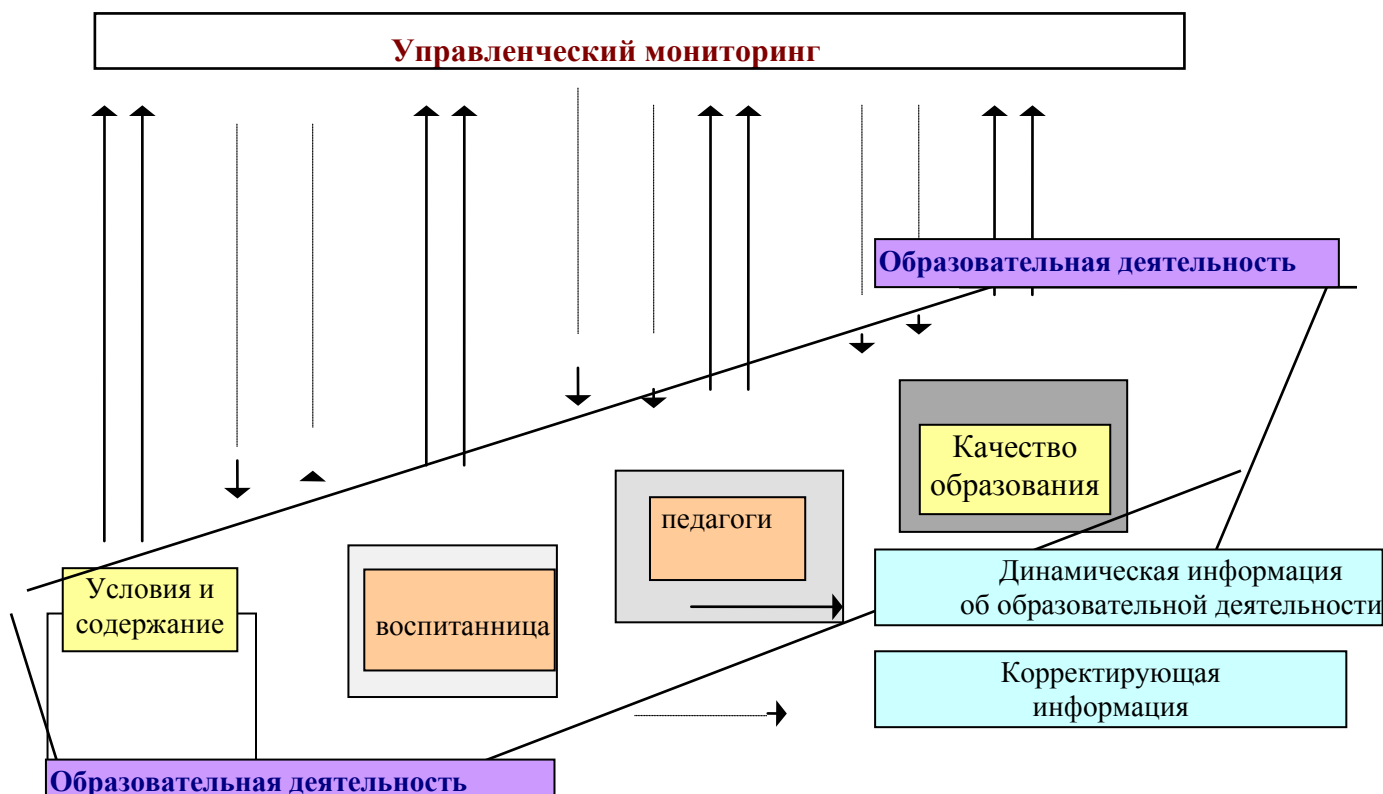 Управленческий мониторинг
Образовательная деятельность
Качество
образования
педагоги
Условия и
содержание
воспитанница
Динамическая информация
об образовательной деятельности
Корректирующая
информация
Образовательная деятельность